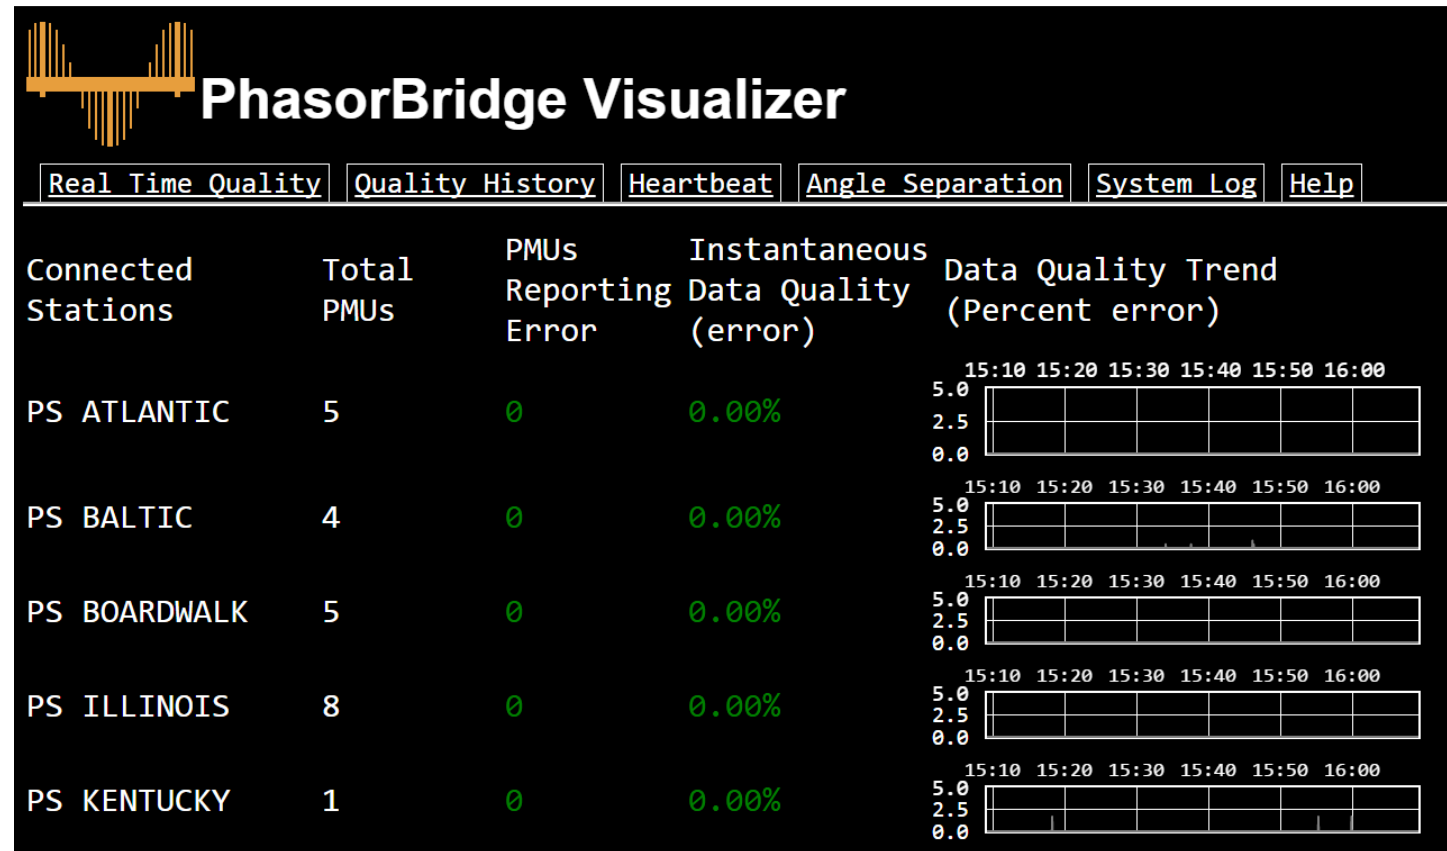 PhasorBridge Visualizer
Real Time Quality Quality History Heartbeat Angle Separation System Log Help
Connected Stations
Total PMUs
PMUs Reporting Error
Instantaneous Data Quality (error)
Data Quality Trend (Percent error)
PS ATLANTIC 5 0 0.00%
15:10 15:20 15:30 15:40 15:50 16:00
5.0
2.5
0.0
PS BALTIC 4 0 0.00%
15:10 15:20 15:30 15:40 15:50 16:00
5.0
2.5
0.0
PS BOARDWALK 5 0 0.00%
15:10 15:20 15:30 15:40 15:50 16:00
5.0
2.5
0.0
PS ILLINOIS 8 0 0.00%
15:10 15:20 15:30 15:40 15:50 16:00
5.0
2.5
0.0
PS KENTUCKY 1 0 0.00%
15:10 15:20 15:30 15:40 15:50 16:00
5.0
2.5
0.0